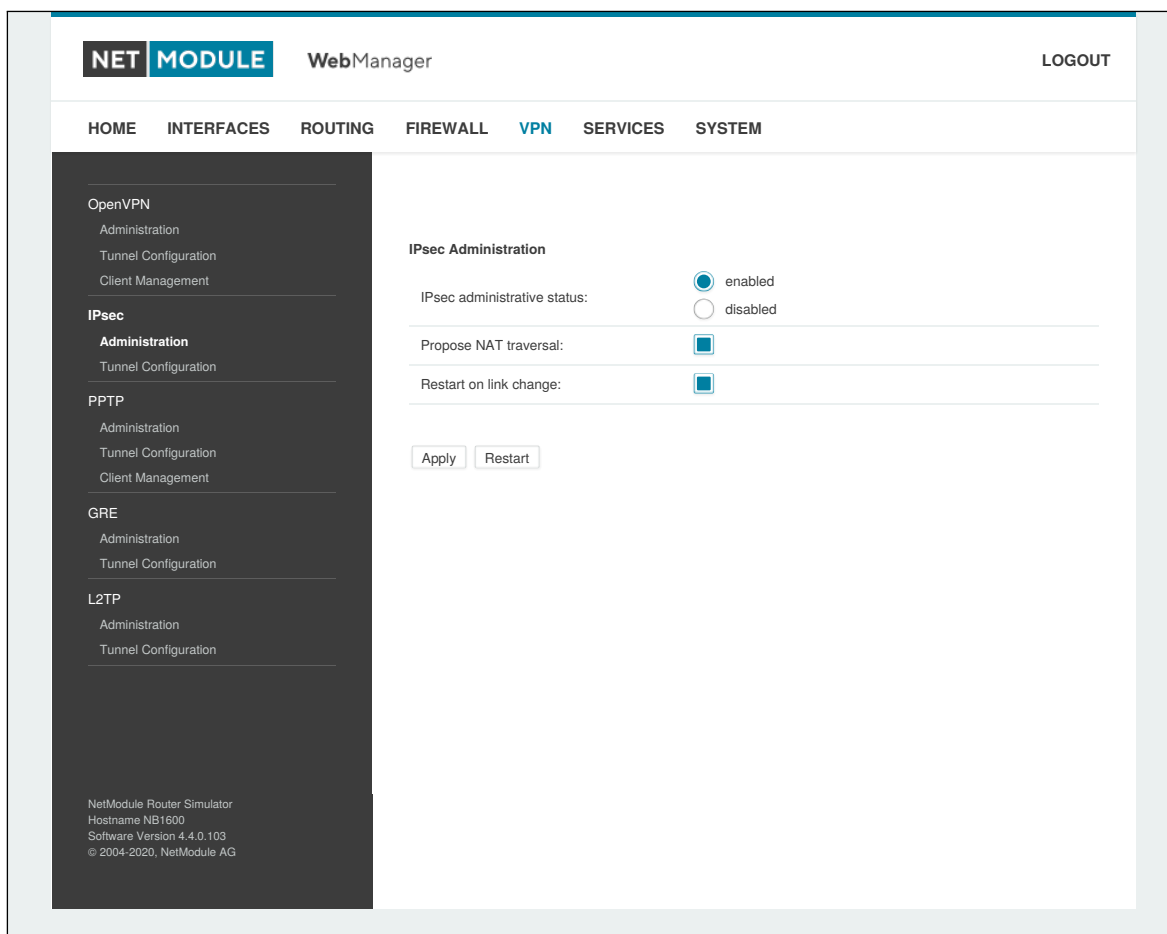 NET MODULE WebManager LOGOUT
HOME INTERFACES ROUTING FIREWALL VPN SERVICES SYSTEM
OpenVPN
Administration
Tunnel Configuration
Client Management
IPsec
Administration
Tunnel Configuration
PPTP
Administration
Tunnel Configuration
Client Management
GRE
Administration
Tunnel Configuration
L2TP
Administration
Tunnel Configuration
NetModule Router Simulator
Hostname NB1600
Software Version 4.4.0.103
© 2004-2020, NetModule AG
IPsec Administration
IPsec administrative status:
enabled
disabled
Propose NAT traversal:
Restart on link change:
Apply Restart